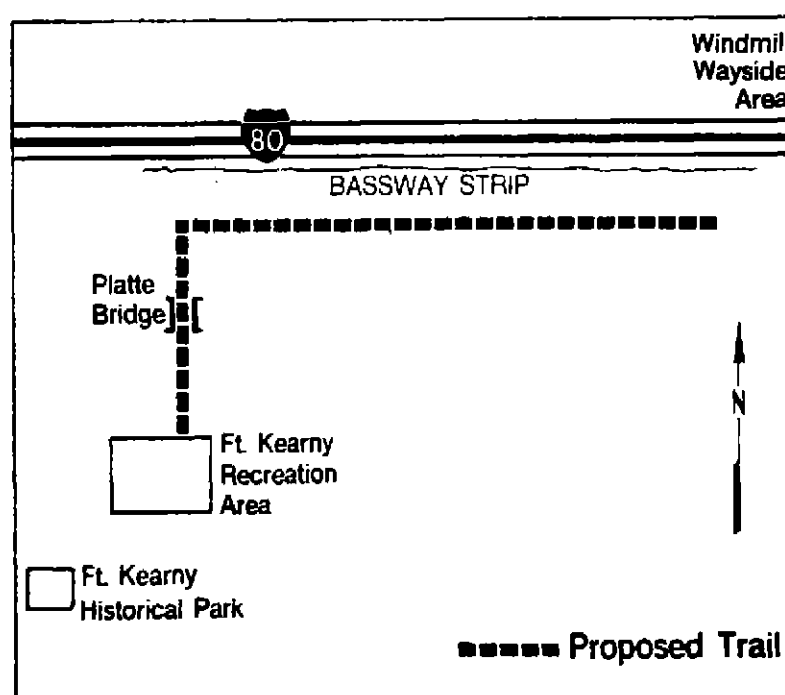 Windmil
Wayside
Area
80
BASSWAY STRIP
Platte
Bridge
N
Ft. Kearny
Recreation
Area
Ft. Kearny
Historical Park
Proposed Trail